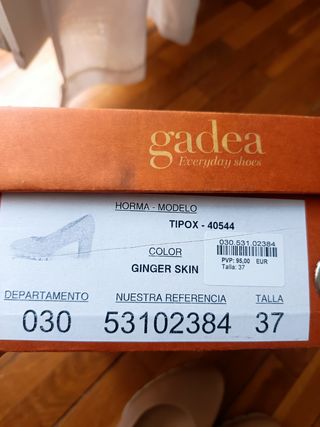 gadea
Everyday shoes
HORMA - MODELO
TIPOX - 40544
COLOR
GINGER SKIN
030.531.02384
PVP: 95,00 EUR
Talla: 37
DEPARTAMENTO NUESTRA REFERENCIA TALLA
030 53102384 37